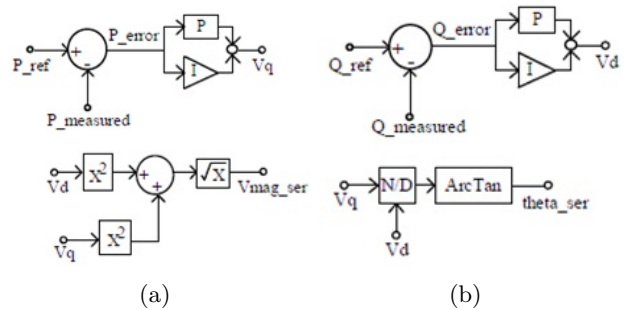 P_error
P
P_ref
+
-
I
Vq
P_measured
Vd
X²
+
+
√X
Vmag_ser
Vq
X²
(a)
Q_error
P
Q_ref
+
-
I
Vd
Q_measured
Vq
N/D
ArcTan
theta_ser
Vd
(b)